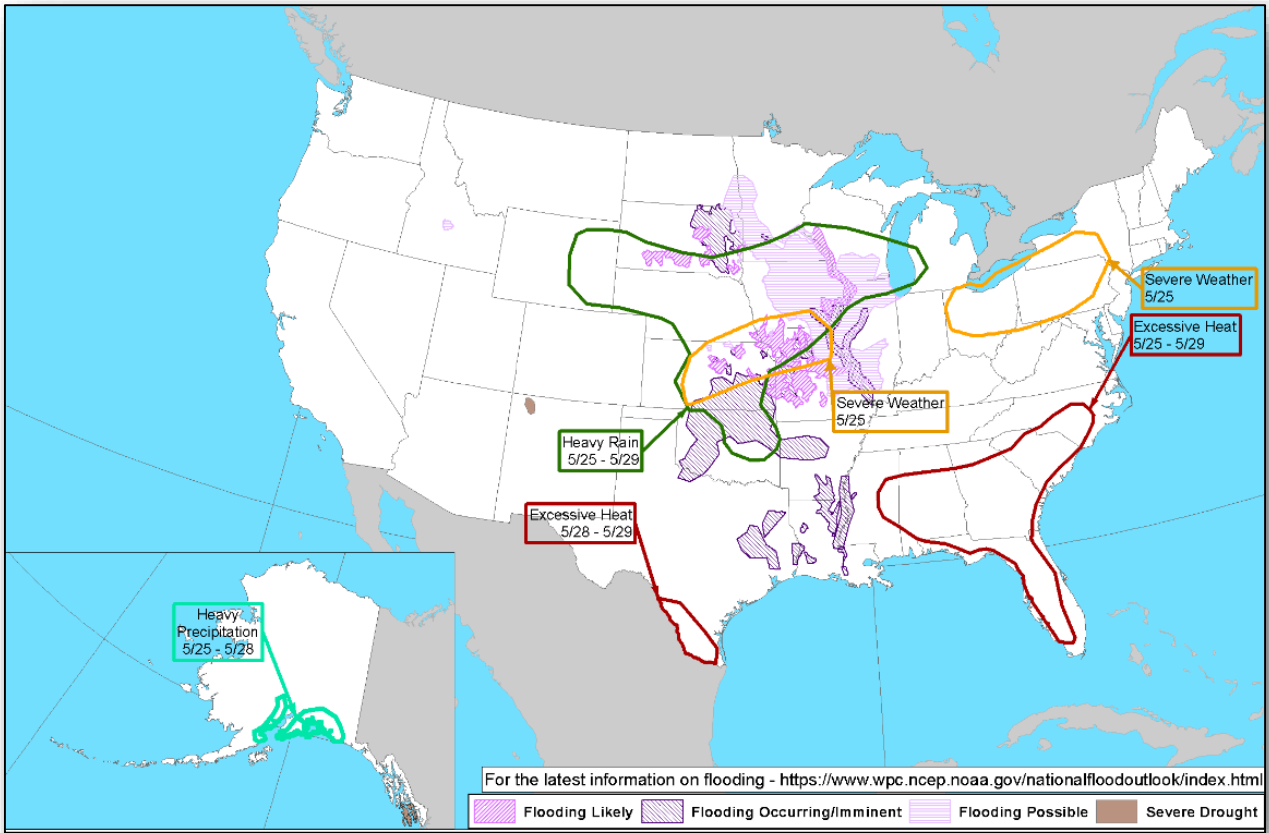 Severe Weather
5/25
Excessive Heat
5/25 - 5/29
Severe Weather
5/25
Heavy Rain
5/25 - 5/29
Excessive Heat
5/28 - 5/29
Heavy
Precipitation
5/25 - 5/28
For the latest information on flooding - https://www.wpc.ncep.noaa.gov/nationalfloodoutlook/index.html
Flooding Likely Flooding Occurring/Imminent Flooding Possible Severe Drought